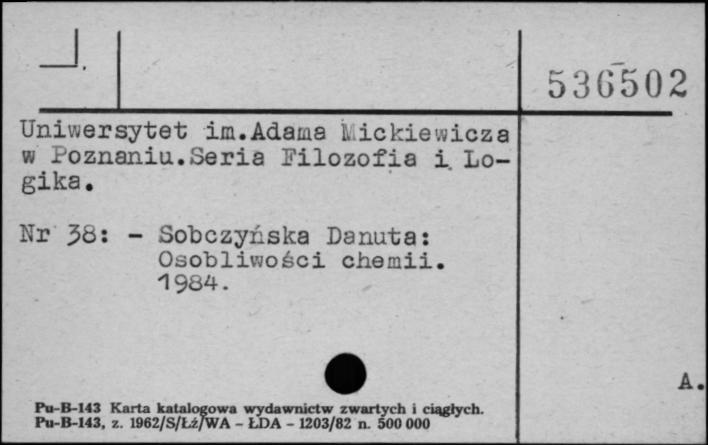 536502
Uniwersytet im.Adama Mickiewicza
w Poznaniu.Seria Filozofia i Lo-
gika.
Nr 38: - Sobczyńska Danuta:
Osobliwości chemii.
1984.
A.
Pu-B-143 Karta katalogowa wydawnictw zwartych i ciągłych.
Pu-B-143, z. 1962/S/Łż/WA - ŁDA - 1203/82 n. 500 000